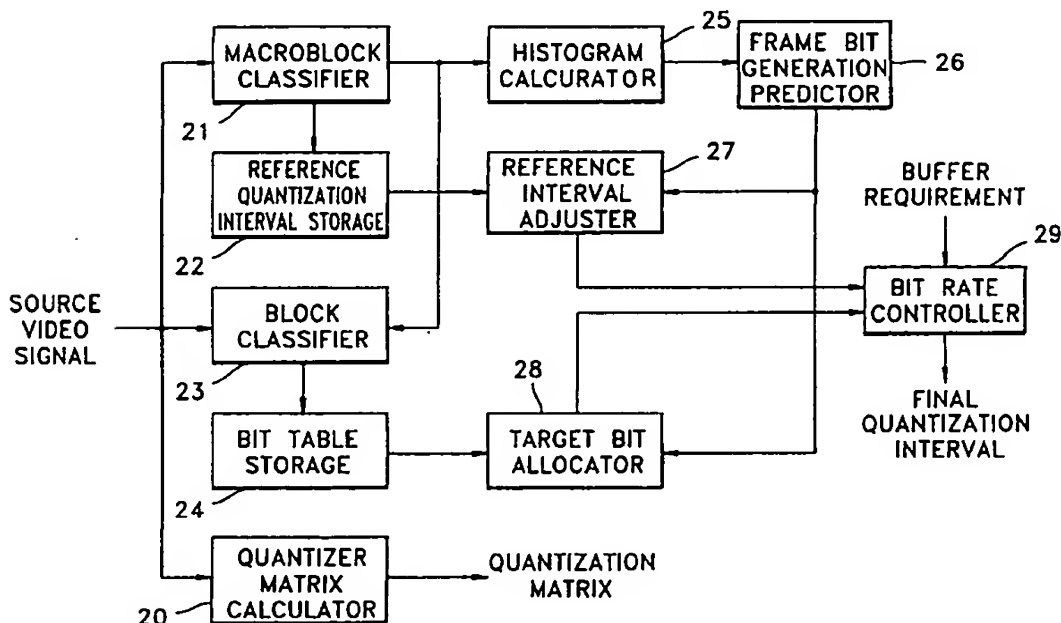 MACROBLOCK
CLASSIFIER
21
HISTOGRAM
CALCURATOR
25
FRAME BIT
GENERATION
PREDICTOR
26
REFERENCE
QUANTIZATION
INTERVAL STORAGE
22
REFERENCE
INTERVAL
ADJUSTER
27
BUFFER
REQUIREMENT
29
BIT RATE
CONTROLLER
SOURCE
VIDEO
SIGNAL
BLOCK
CLASSIFIER
23
FINAL
QUANTIZATION
INTERVAL
BIT TABLE
STORAGE
24
28
TARGET BIT
ALLOCATOR
QUANTIZER
MATRIX
CALCULATOR
20
QUANTIZATION
MATRIX